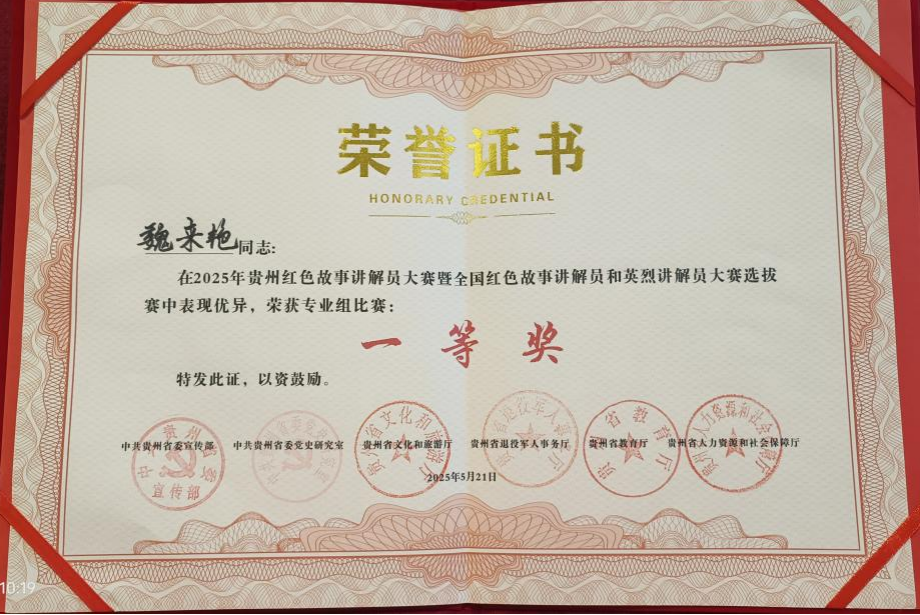 荣誉证书
HONORARY CREDENTIAL
魏来艳同志:
在2025年贵州红色故事讲解员大赛暨全国红色故事讲解员和英烈讲解员大赛选拔
赛中表现优异，荣获专业组比赛：
一等奖
特发此证，以资鼓励。
中共贵州省委宣传部 中共贵州省委党史研究室 贵州省文化和旅游厅 贵州省退役军人事务厅 贵州省教育厅 贵州省人力资源和社会保障厅
2025年5月21日
10:19